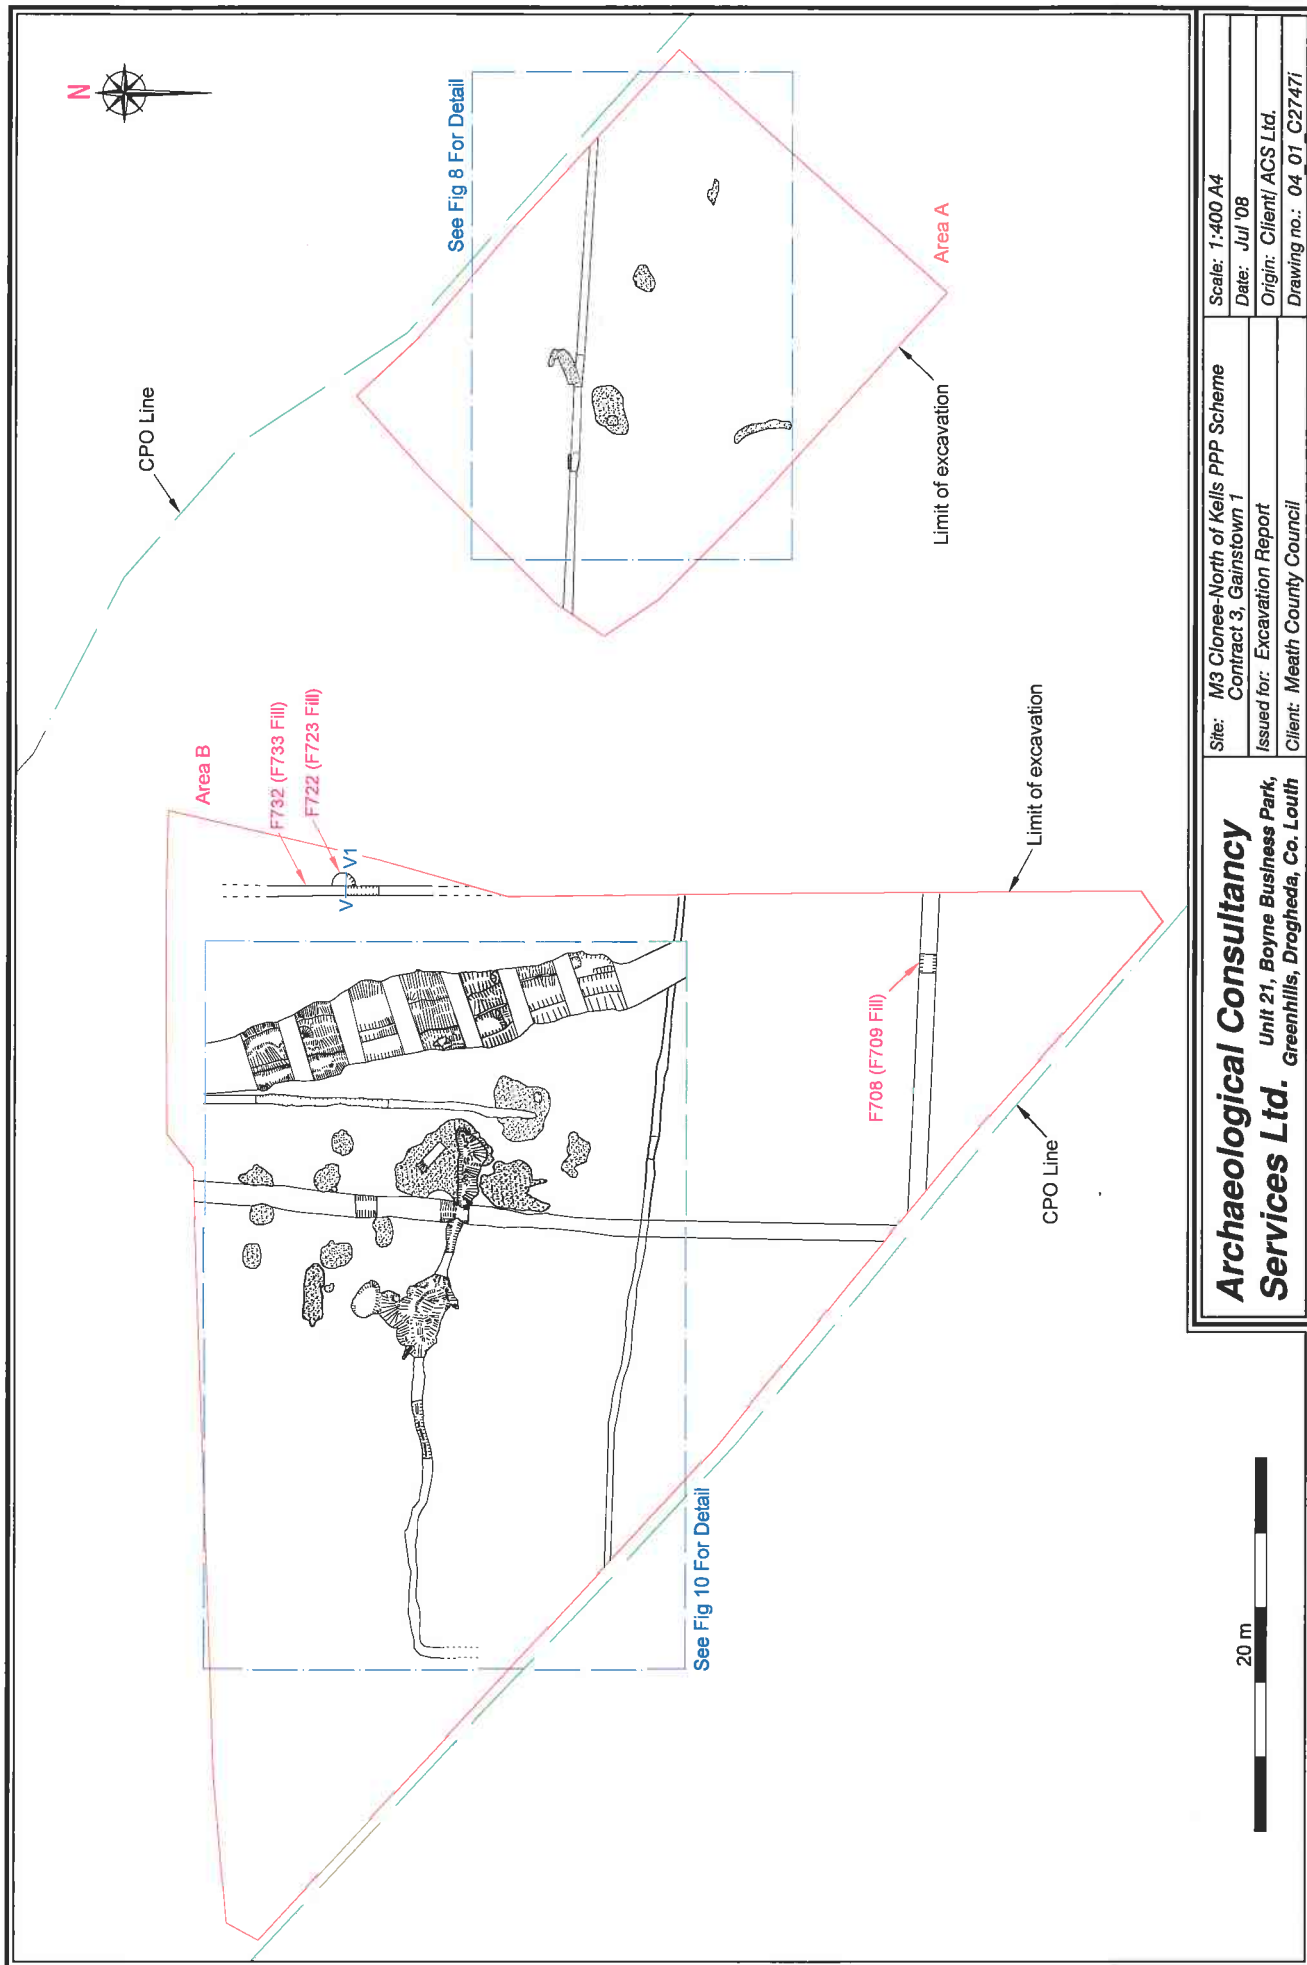 N
CPO Line
See Fig 8 For Detail
Area B
F732 (F733 Fill)
F722 (F723 Fill)
V
V1
Limit of excavation
Area A
F708 (F709 Fill)
Limit of excavation
See Fig 10 For Detail
CPO Line
20 m
Archaeological Consultancy
Services Ltd.
Unit 21, Boyne Business Park,
Greenhills, Drogheda, Co. Louth
Site: M3 Clonee-North of Kells PPP Scheme
Contract 3, Gainstown 1
Issued for: Excavation Report
Client: Meath County Council
Scale: 1:400 A4
Date: Jul '08
Origin: Client/ ACS Ltd.
Drawing no.: 04_01_C2747i